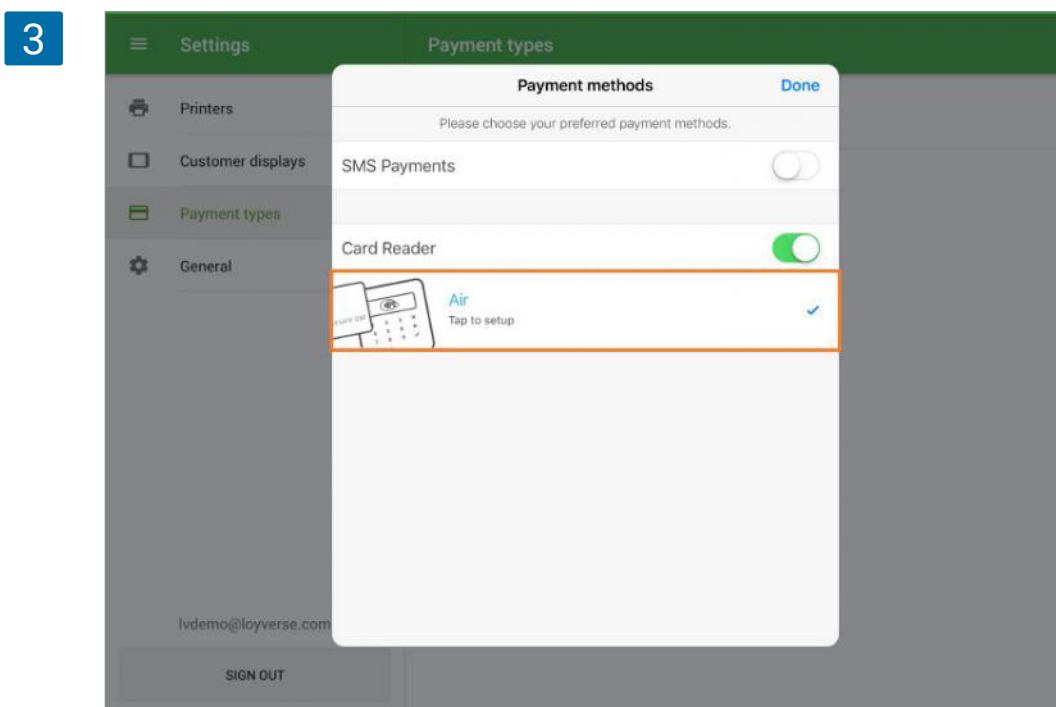 3
Settings
Payment types
Payment methods
Done
Please choose your preferred payment methods.
Printers
Customer displays
SMS Payments
Payment types
Card Reader
General
Air
Tap to setup
lvdemo@loyverse.com
SIGN OUT